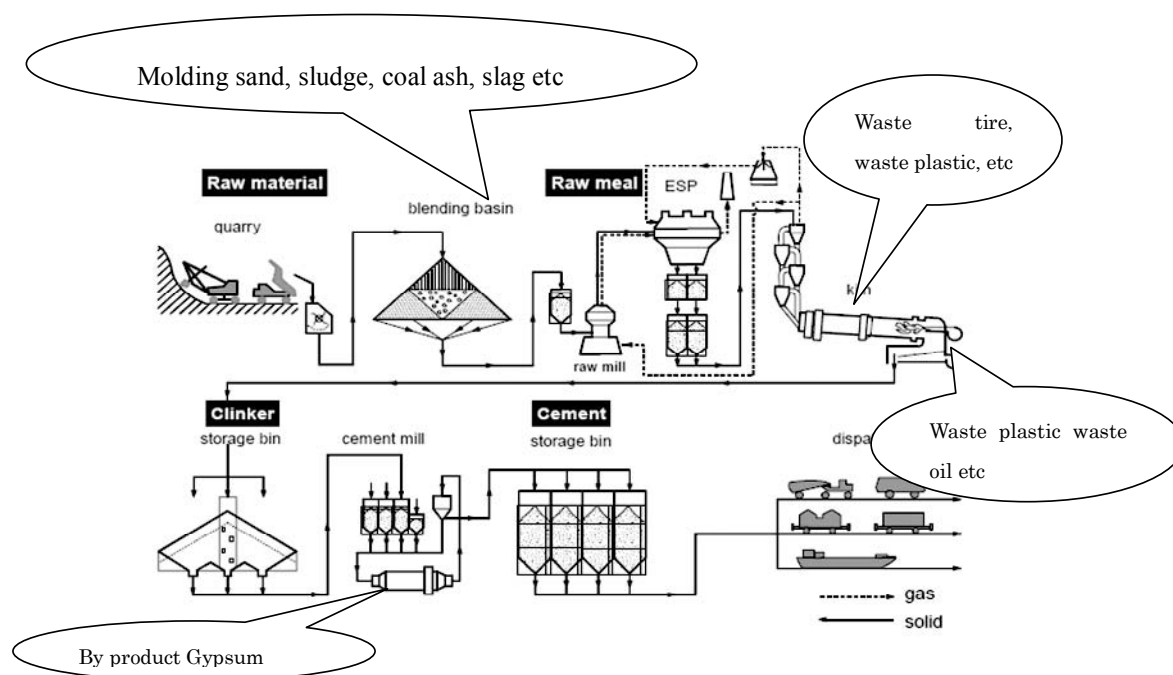 Molding sand, sludge, coal ash, slag etc
Waste tire,
waste plastic, etc
Raw material
Raw meal
ESP
blending basin
quarry
raw mill
Clinker
Cement
storage bin
cement mill
storage bin
Waste plastic waste
oil etc
gas
solid
By product Gypsum